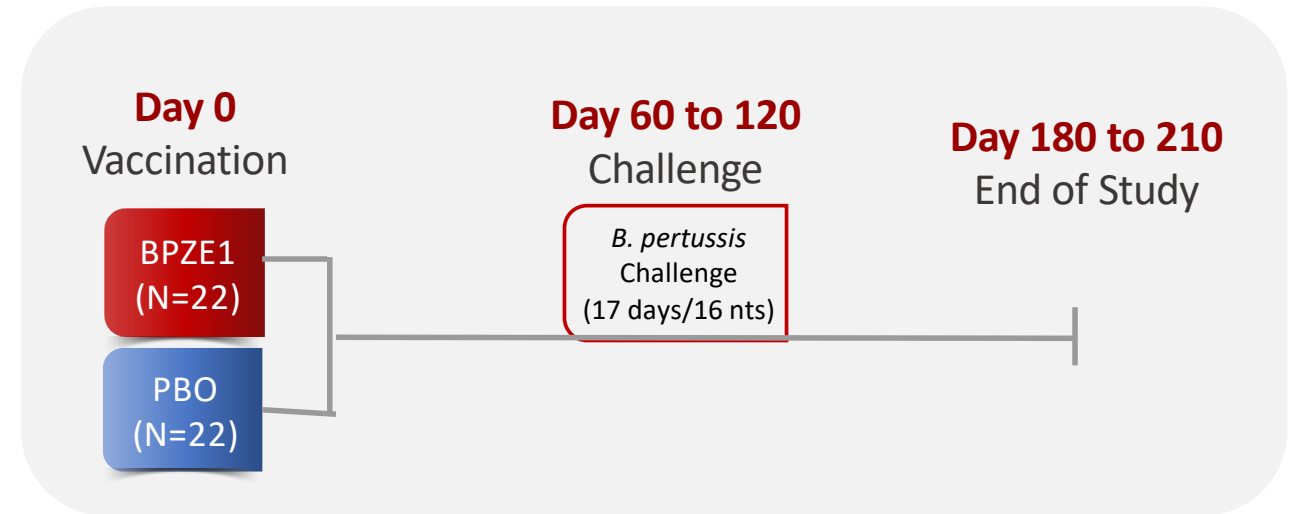 Day 0
Vaccination
BPZE1
(N=22)
PBO
(N=22)
Day 60 to 120
Challenge
B. pertussis
Challenge
(17 days/16 nts)
Day 180 to 210
End of Study